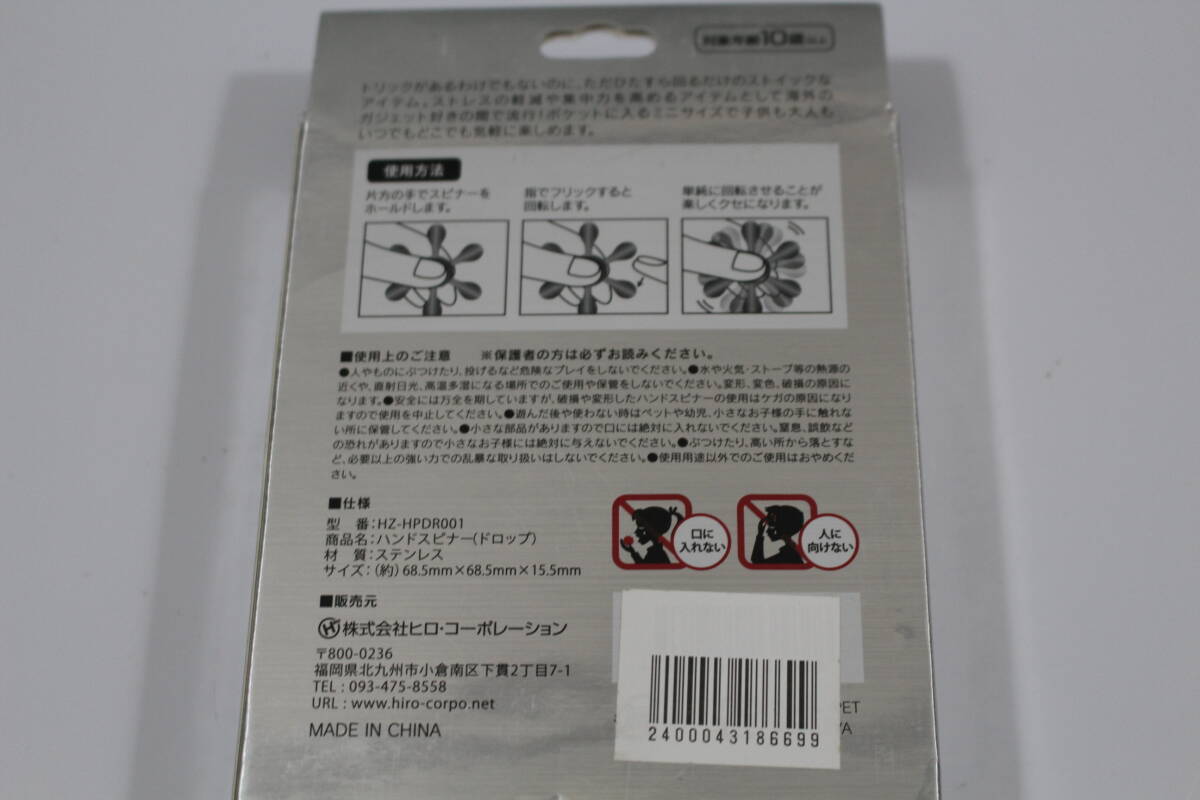 対象年齢10歳以上
トリックがあるわけでもないのに、ただひたすら回るだけのストイックな
アイテム。ストレスの軽減や集中力を高めるアイテムとして海外の
ガジェット好きの間で流行!ポケットに入るミニサイズで子供も大人も
いつでもどこでも気軽に楽しめます。
使用方法
片方の手でスピナーを
ホールドします。
指でフリックすると
回転します。
単純に回転させることが
楽しくクセになります。
■使用上のご注意 ※保護者の方は必ずお読みください。
●人やものにぶつけたり、投げるなど危険なプレイをしないでください。●水や火気・ストーブ等の熱源の
近くや、直射日光、高温多湿になる場所でのご使用や保管をしないでください。変形、変色、破損の原因に
なります。●安全には万全を期していますが、破損や変形したハンドスピナーの使用はケガの原因になり
ますので使用を中止してください。●遊んだ後や使わない時はペットや幼児、小さなお子様の手に触れな
い所に保管してください。●小さな部品がありますので口には絶対に入れないでください。窒息、誤飲など
の恐れがありますので小さなお子様には絶対に与えないでください。●ぶつけたり、高い所から落とすな
ど、必要以上の強い力での乱暴な取り扱いはしないでください。●使用用途以外でのご使用はおやめくだ
さい。
■仕様
型 番:HZ-HPDR001
商品名:ハンドスピナー(ドロップ)
材 質:ステンレス
サイズ:(約)68.5mm×68.5mm×15.5mm
口に
入れない
人に
向けない
■販売元
株式会社ヒロ・コーポレーション
〒800-0236
福岡県北九州市小倉南区下貫2丁目7-1
TEL : 093-475-8558
URL : www.hiro-corpo.net
MADE IN CHINA
PET
2400043186699